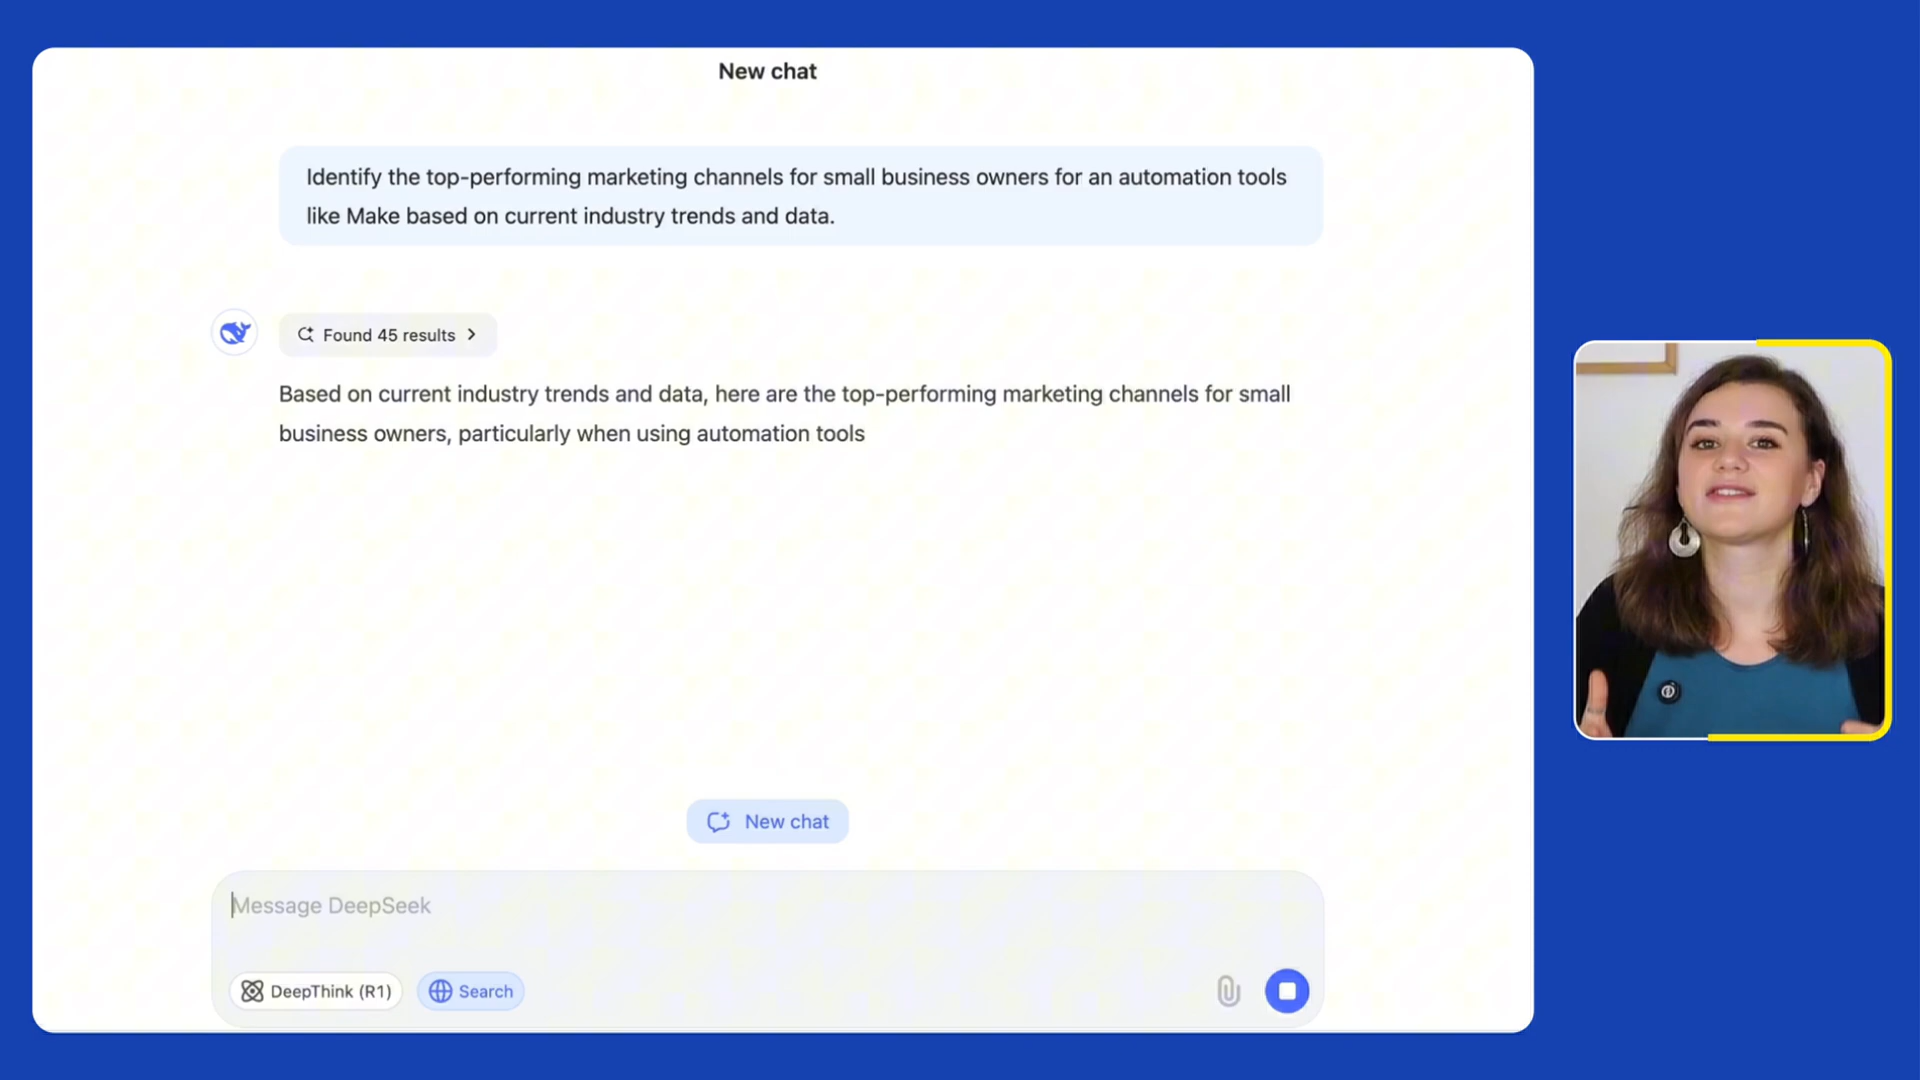 New chat
Identify the top-performing marketing channels for small business owners for an automation tools
like Make based on current industry trends and data.
Found 45 results
Based on current industry trends and data, here are the top-performing marketing channels for small
business owners, particularly when using automation tools
New chat
Message DeepSeek
DeepThink (R1)
Search